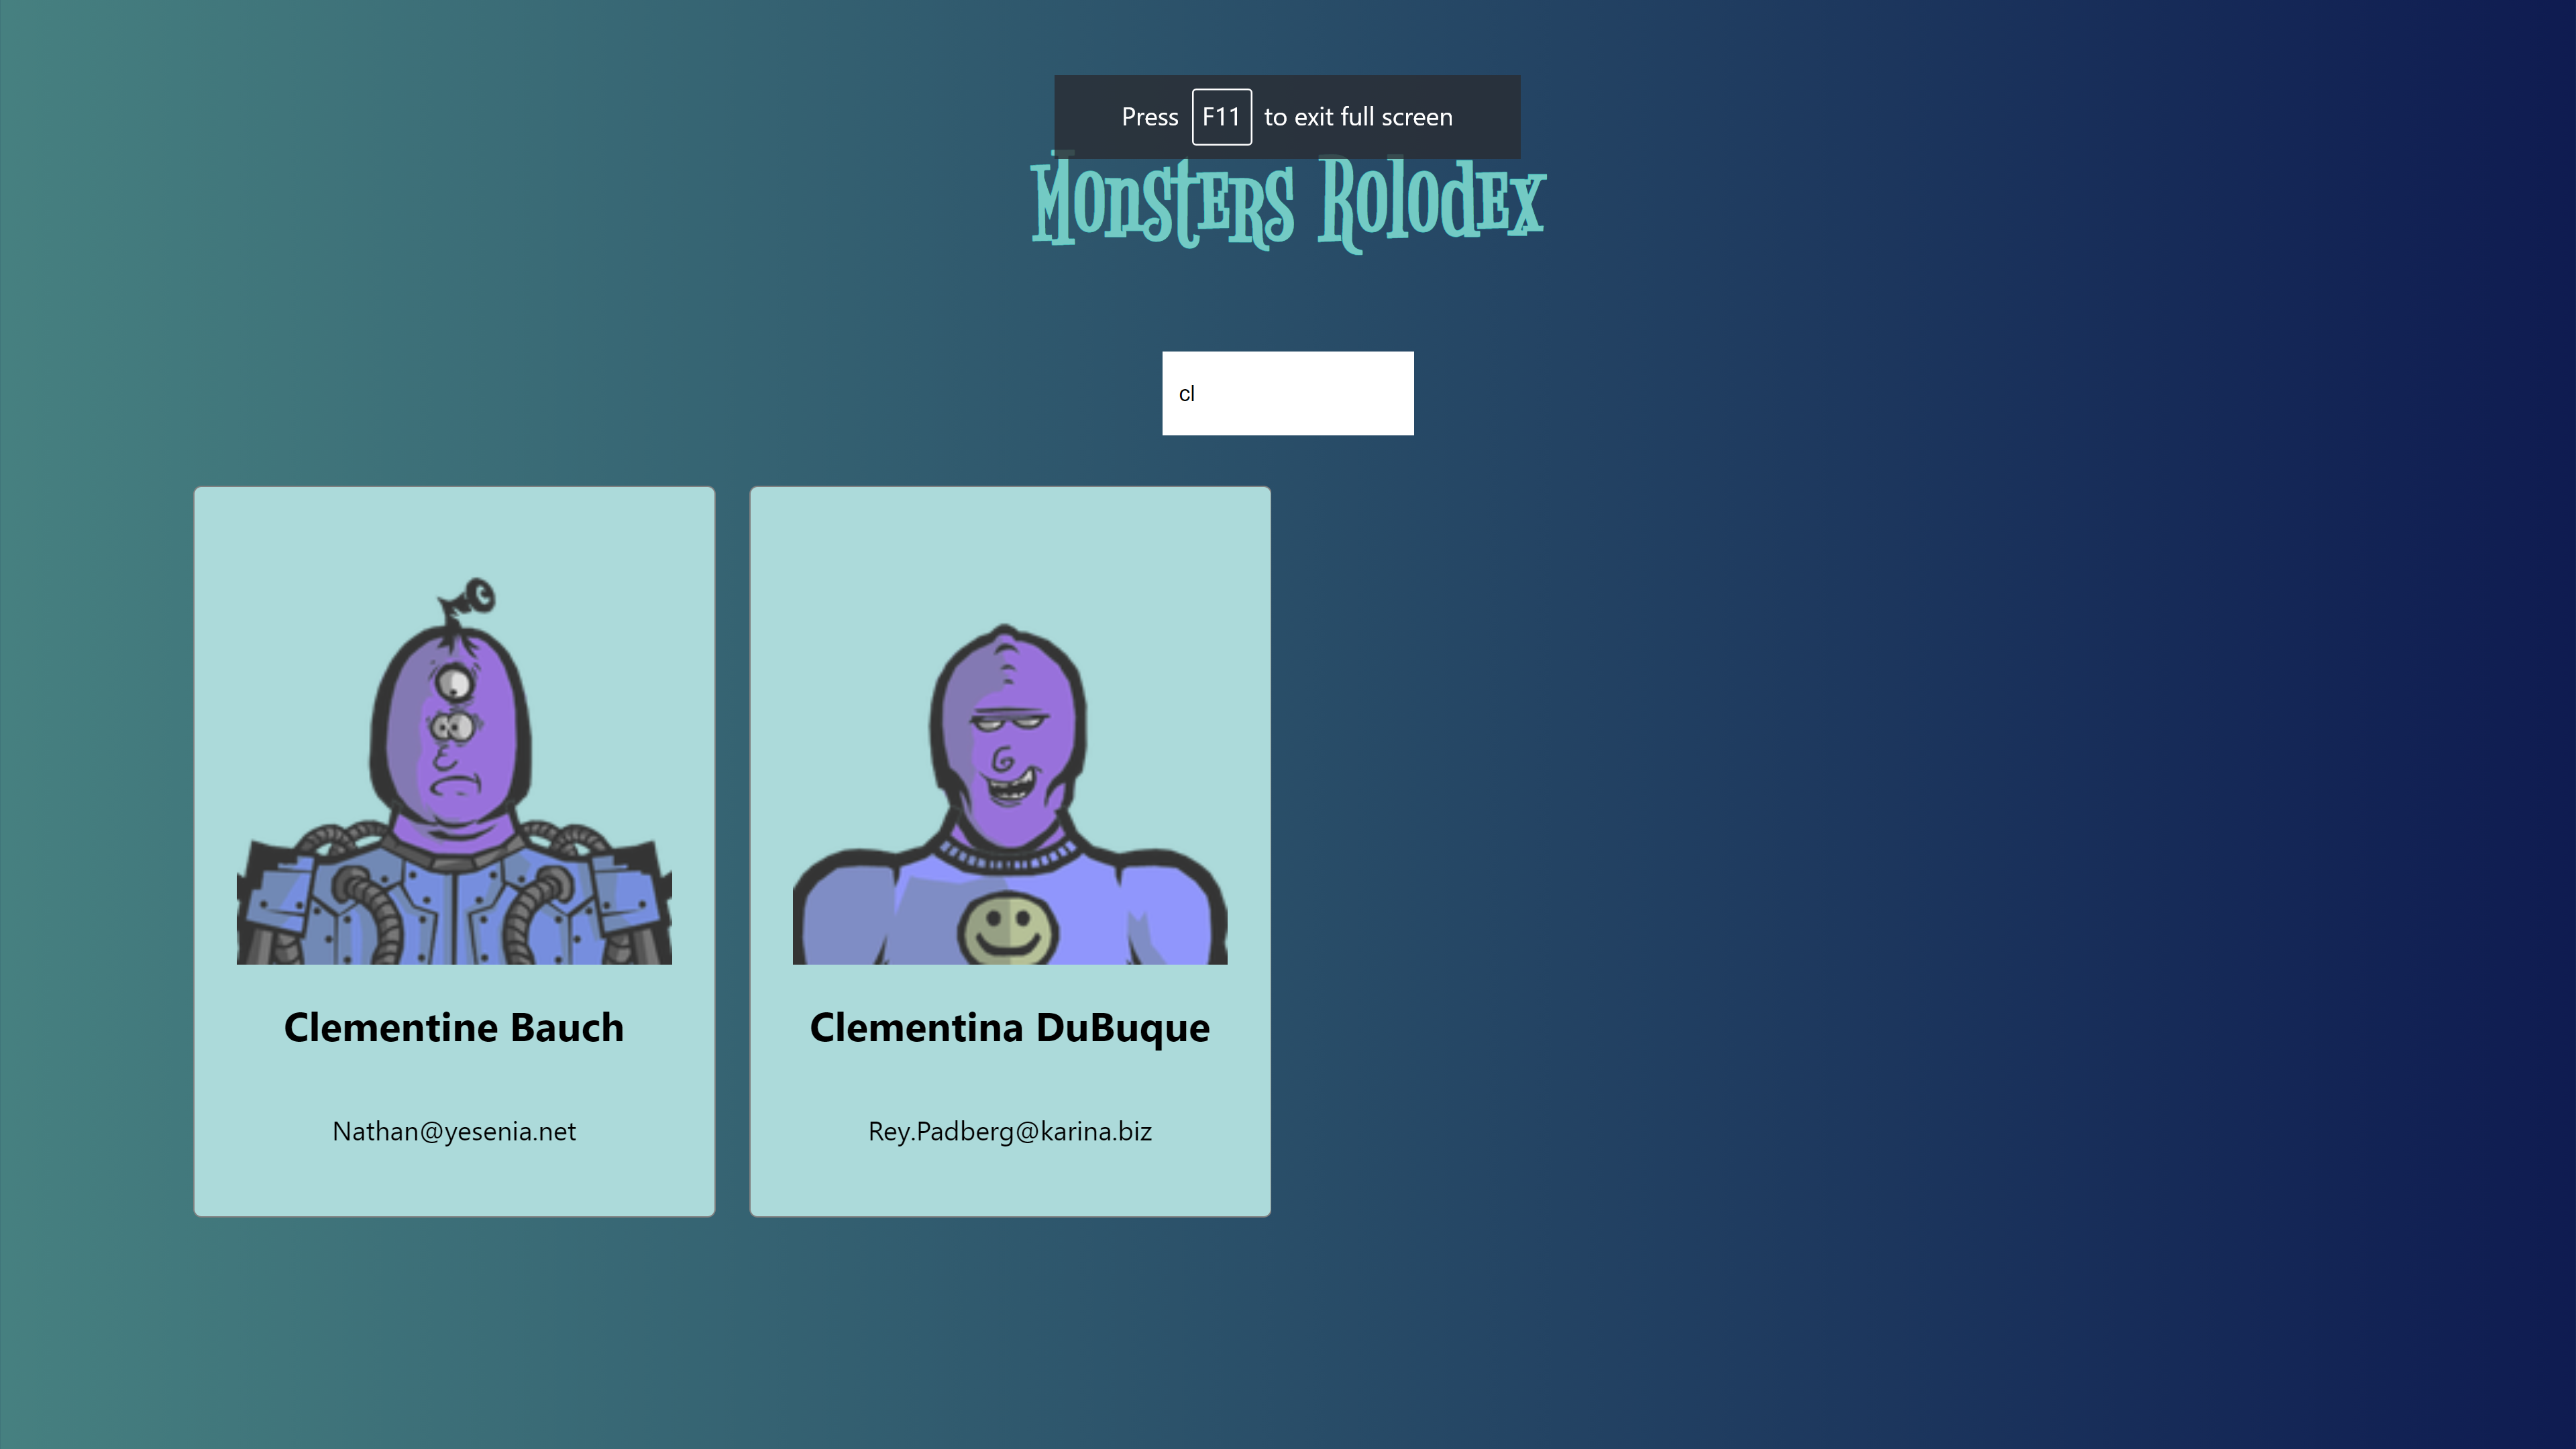 Press F11 to exit full screen
Monsters Rolodex
cl
Clementine Bauch
Nathan@yesenia.net
Clementina DuBuque
Rey.Padberg@karina.biz